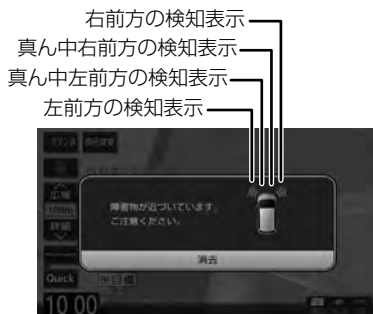 右前方の検知表示
真ん中右前方の検知表示
真ん中左前方の検知表示
左前方の検知表示
広域
100m
詳細
障害物が近づいています。
ご注意ください。
消去
Quick
10 00